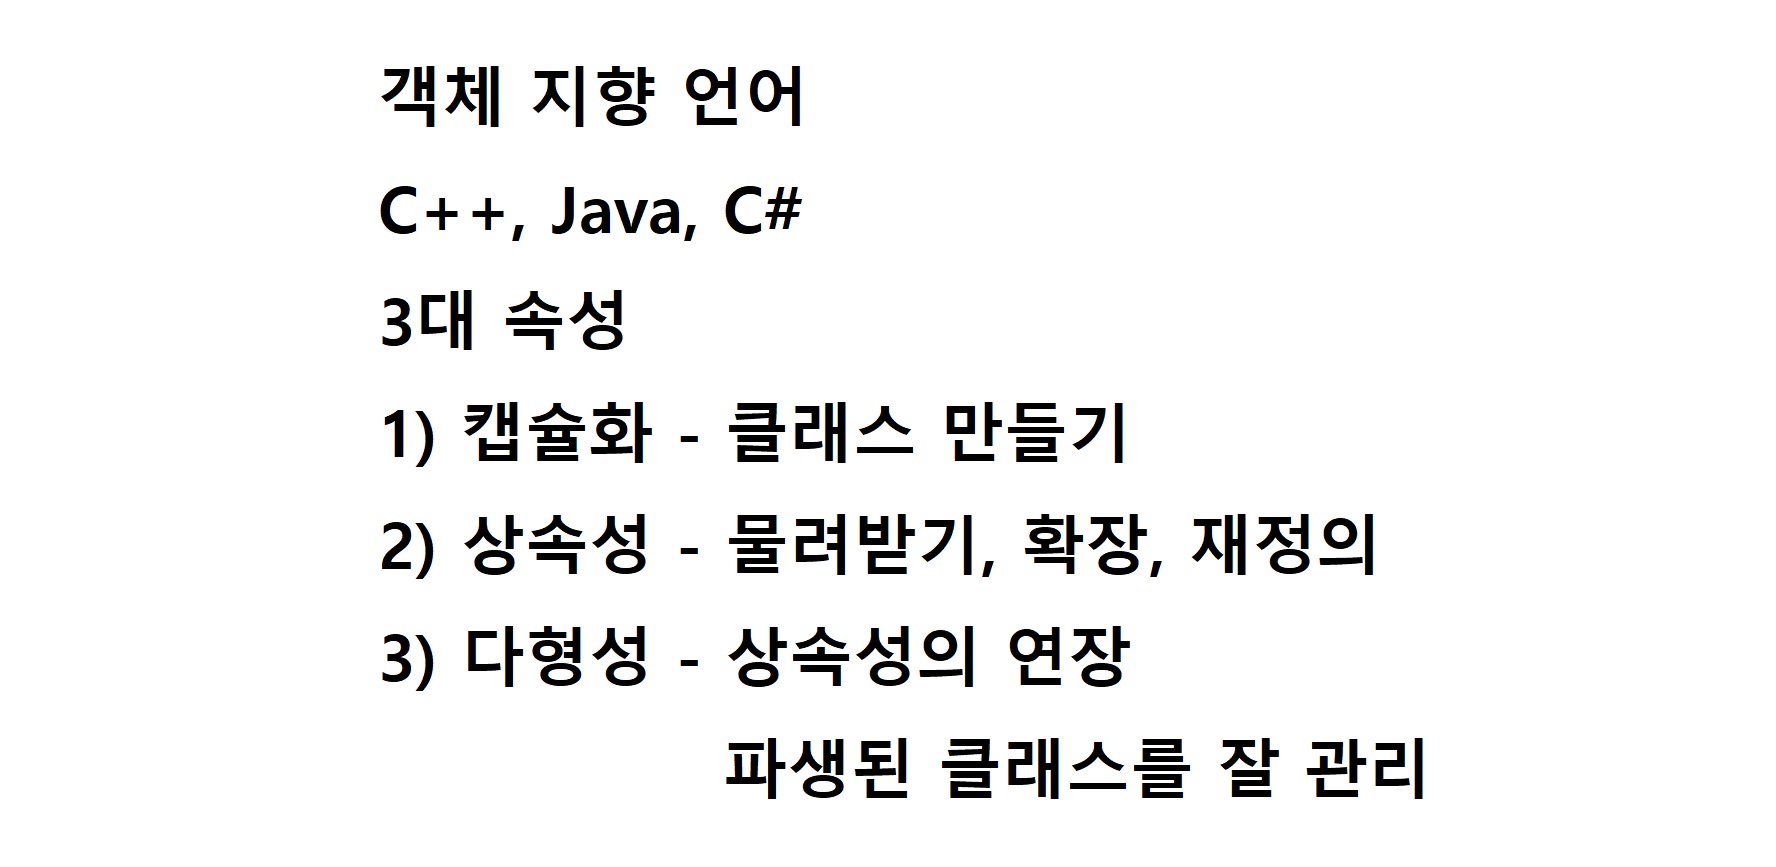 객체 지향 언어
C++, Java, C#
3대 속성
1) 캡슐화 - 클래스 만들기
2) 상속성 - 물려받기, 확장, 재정의
3) 다형성 - 상속성의 연장
파생된 클래스를 잘 관리